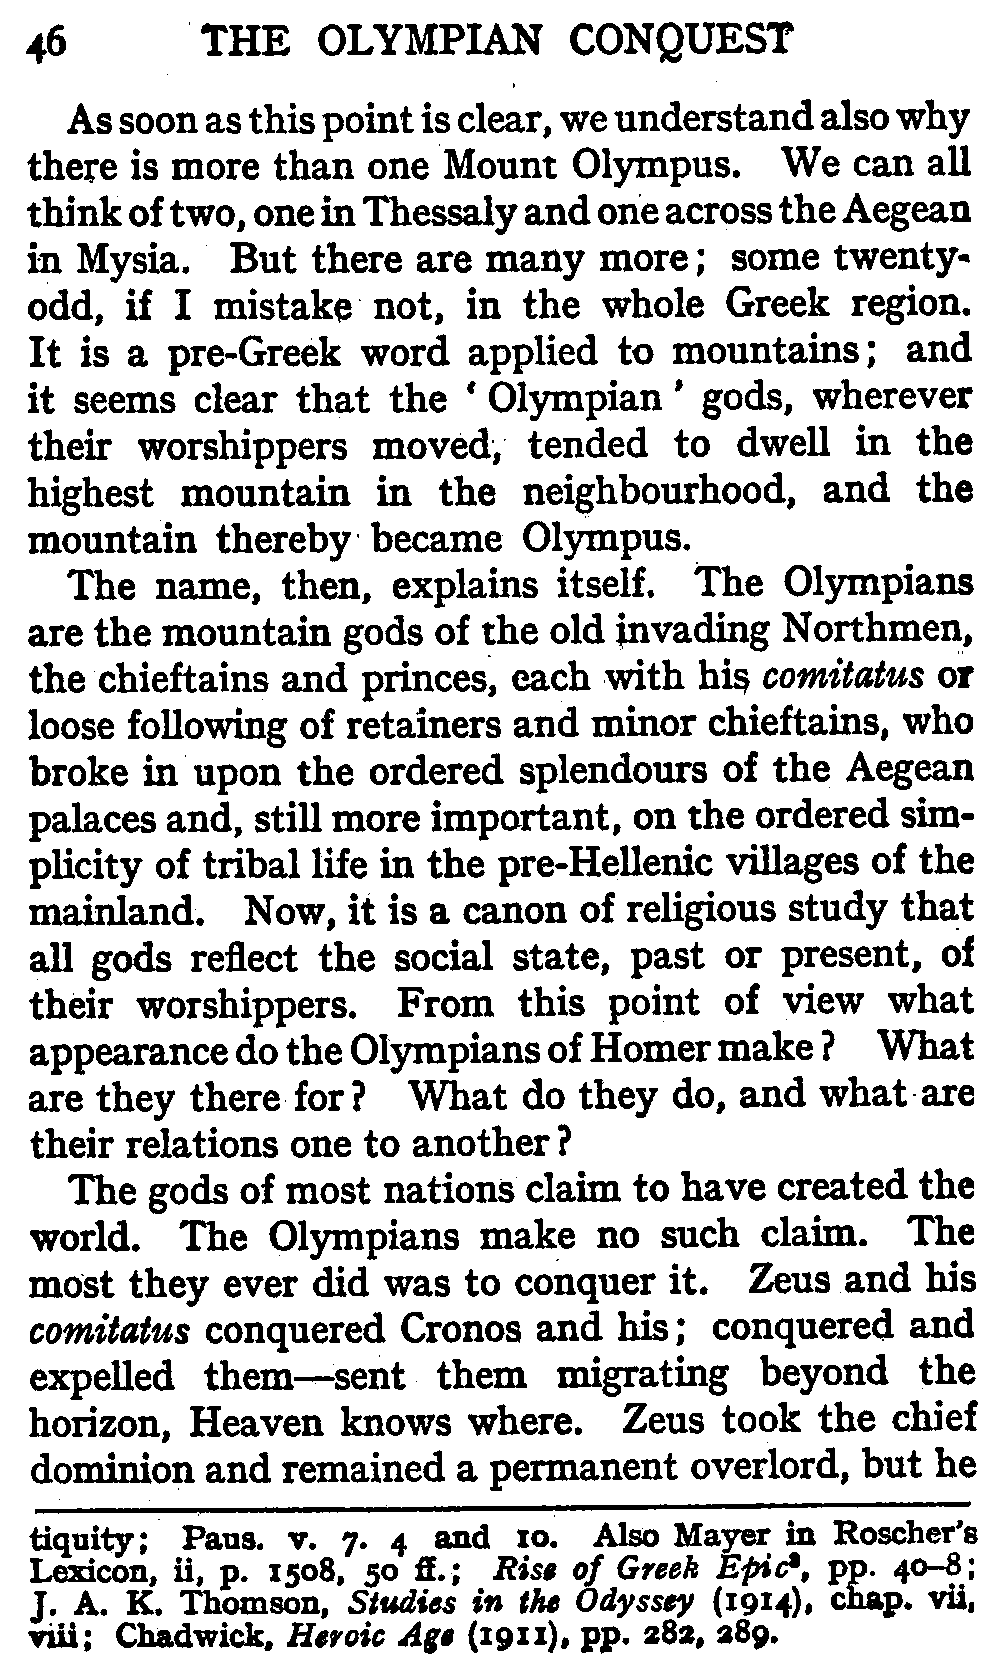 46 THE OLYMPIAN CONQUEST
As soon as this point is clear, we understand also why
there is more than one Mount Olympus. We can all
think of two, one in Thessaly and one across the Aegean
in Mysia. But there are many more; some twenty-
odd, if I mistake not, in the whole Greek region.
It is a pre-Greek word applied to mountains; and
it seems clear that the ‘ Olympian ’ gods, wherever
their worshippers moved, tended to dwell in the
highest mountain in the neighbourhood, and the
mountain thereby became Olympus.
The name, then, explains itself. The Olympians
are the mountain gods of the old invading Northmen,
the chieftains and princes, each with his comitatus or
loose following of retainers and minor chieftains, who
broke in upon the ordered splendours of the Aegean
palaces and, still more important, on the ordered sim-
plicity of tribal life in the pre-Hellenic villages of the
mainland. Now, it is a canon of religious study that
all gods reflect the social state, past or present, of
their worshippers. From this point of view what
appearance do the Olympians of Homer make? What
are they there for? What do they do, and what are
their relations one to another?
The gods of most nations claim to have created the
world. The Olympians make no such claim. The
most they ever did was to conquer it. Zeus and his
comitatus conquered Cronos and his; conquered and
expelled them—sent them migrating beyond the
horizon, Heaven knows where. Zeus took the chief
dominion and remained a permanent overlord, but he
tiquity; Paus. v. 7. 4 and 10. Also Mayer in Roscher's
Lexicon, ii, p. 1508, 50 ff.; Rise of Greek Epic³, pp. 40–8;
J. A. K. Thomson, Studies in the Odyssey (1914), chap. vii,
viii; Chadwick, Heroic Age (1911), pp. 282, 289.